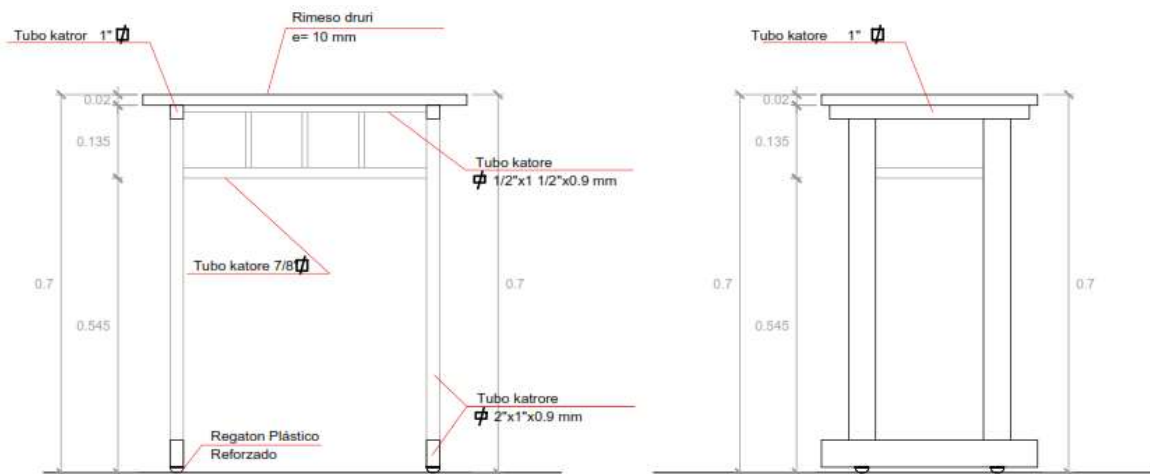 Rimeso druri
e= 10 mm
Tubo katror 1"
0.02
0.135
0.7
0.545
0.7
Tubo katore
1/2"x1 1/2"x0.9 mm
Tubo katore 7/8"
Tubo katrore
2"x1"x0.9 mm
Regaton Plástico
Reforzado
Tubo katore 1"
0.02
0.135
0.7
0.545
0.7